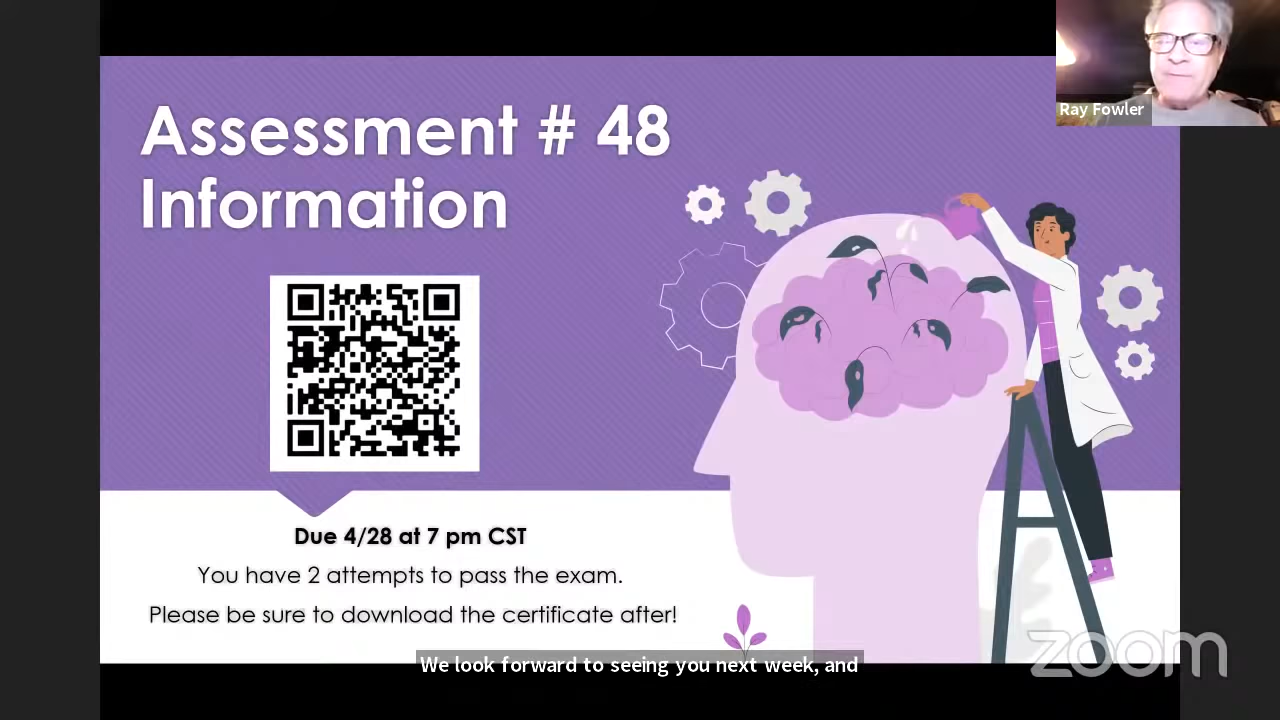 Assessment # 48
Information
Ray Fowler
Due 4/28 at 7 pm CST
You have 2 attempts to pass the exam.
Please be sure to download the certificate after!
We look forward to seeing you next week, and
zoom